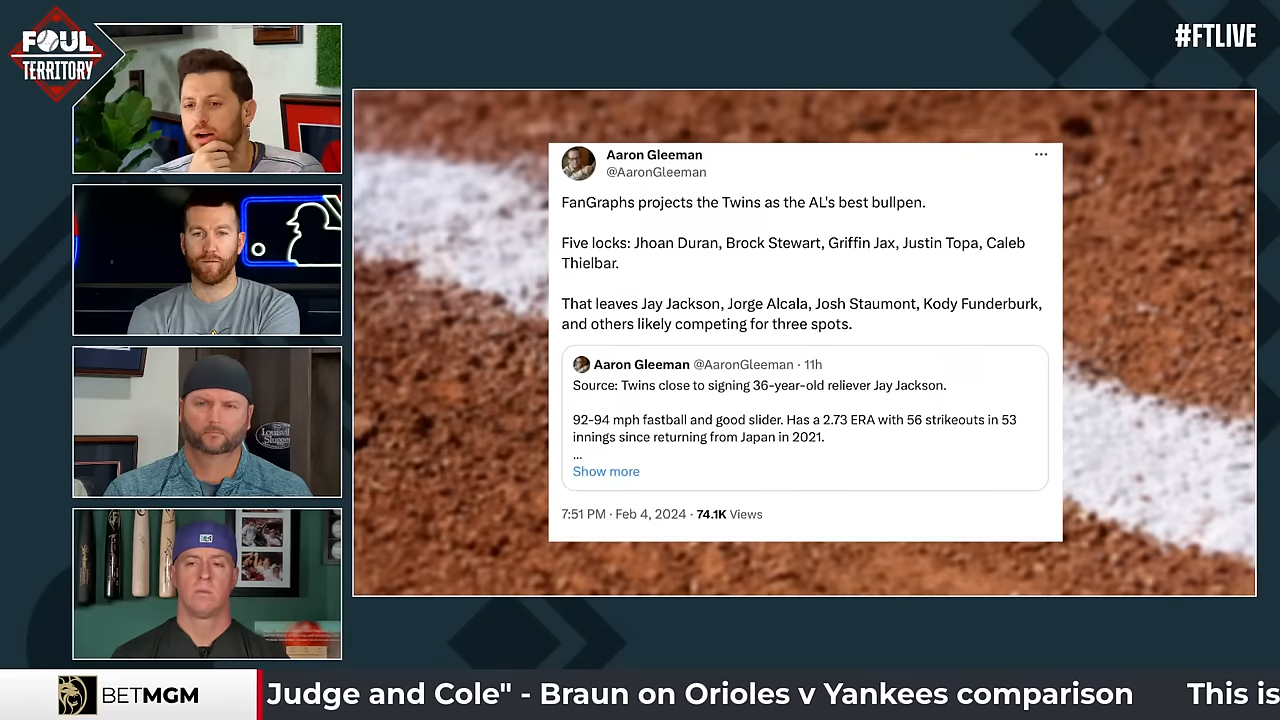 FOUL
TERRITORY
#FTLIVE
Aaron Gleeman
@AaronGleeman
FanGraphs projects the Twins as the AL's best bullpen.
Five locks: Jhoan Duran, Brock Stewart, Griffin Jax, Justin Topa, Caleb
Thielbar.
That leaves Jay Jackson, Jorge Alcala, Josh Staumont, Kody Funderburk,
and others likely competing for three spots.
Aaron Gleeman @AaronGleeman · 11h
Source: Twins close to signing 36-year-old reliever Jay Jackson.
92-94 mph fastball and good slider. Has a 2.73 ERA with 56 strikeouts in 53
innings since returning from Japan in 2021.
...
Show more
7:51 PM · Feb 4, 2024 · 74.1K Views
Louisville
Slugger
BETMGM
Judge and Cole" - Braun on Orioles v Yankees comparison This is